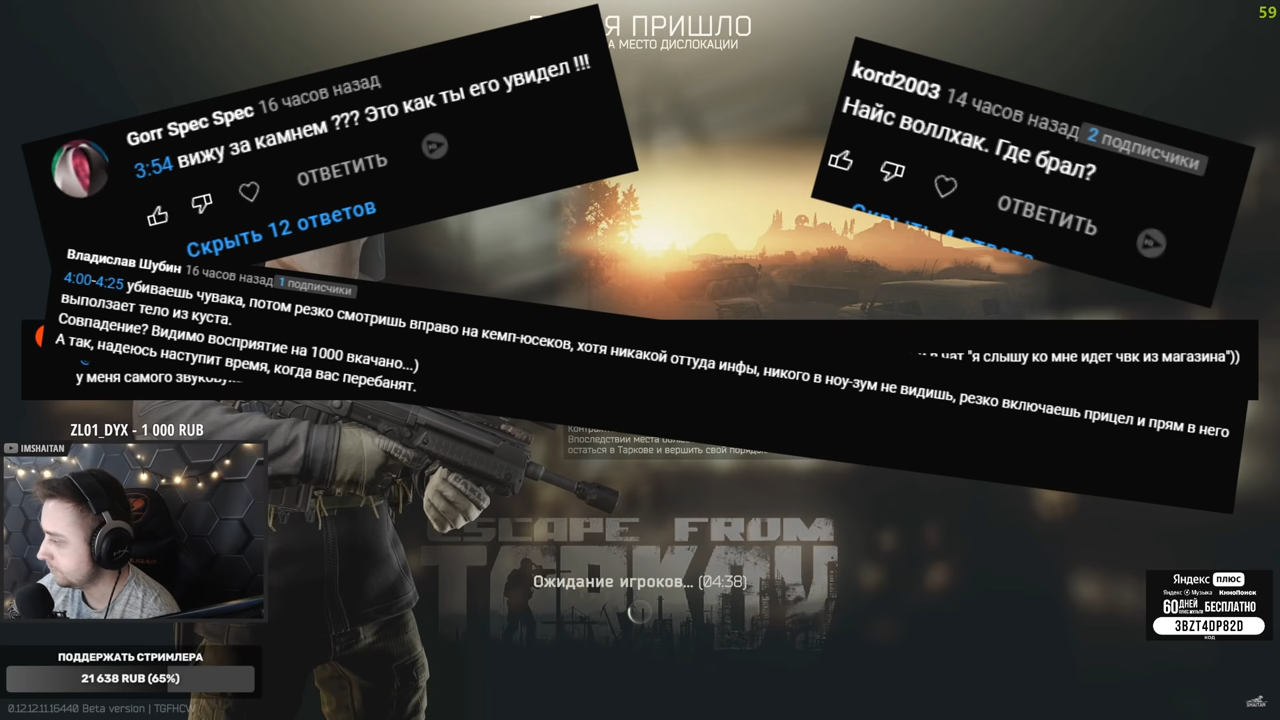 Я ПРИШЛО
А МЕСТО ДИСЛОКАЦИИ
59
Gorr Spec Spec 16 часов назад
3:54 вижу за камнем ??? Это как ты его увидел !!!
ОТВЕТИТЬ
Скрыть 12 ответов
kord2003 14 часов назад 2 подписчики
Найс воллхак. Где брал?
ОТВЕТИТЬ
Владислав Шубин 16 часов назад 1 подписчики
4:00-4:25 убиваешь чувака, потом резко смотришь вправо на кемп-юсеков, хотя никакой оттуда инфы, никого в ноу-зум не видишь, резко включаешь прицел и прям в него
выползает тело из куста.
Совпадение? Видимо восприятие на 1000 вкачано...)
А так, надеюсь наступит время, когда вас перебанят.
в чат "я слышу ко мне идет чвк из магазина"))
у меня самого
Впоследствии места
остаться в Таркове и вершить свой
ZL01_DYX - 1 000 RUB
IMSHAITAN
ESCAPE FROM
TARKOV
Ожидание игроков... (04:38)
Яндекс плюс
Яндекс Музыка КиноПоиск
60 ДНЕЙ БЕСПЛАТНО
3BZT4DP82D
КОД
ПОДДЕРЖАТЬ СТРИМЛЕРА
21 638 RUB (65%)
0.12.12.11.16440 Beta version | TGFHCW
SHAITAN